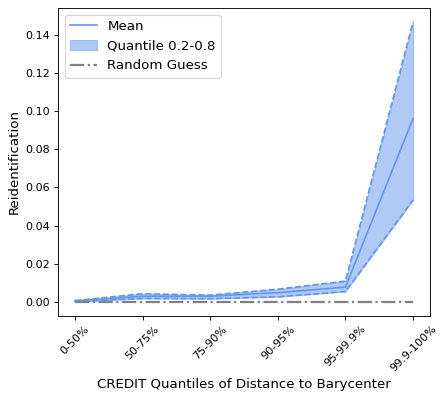 Mean
Quantile 0.2-0.8
Random Guess
0.14
0.12
0.10
0.08
0.06
0.04
0.02
0.00
Reidentification
0-50%
50-75%
75-90%
90-95%
95-99.9%
99.9-100%
CREDIT Quantiles of Distance to Barycenter